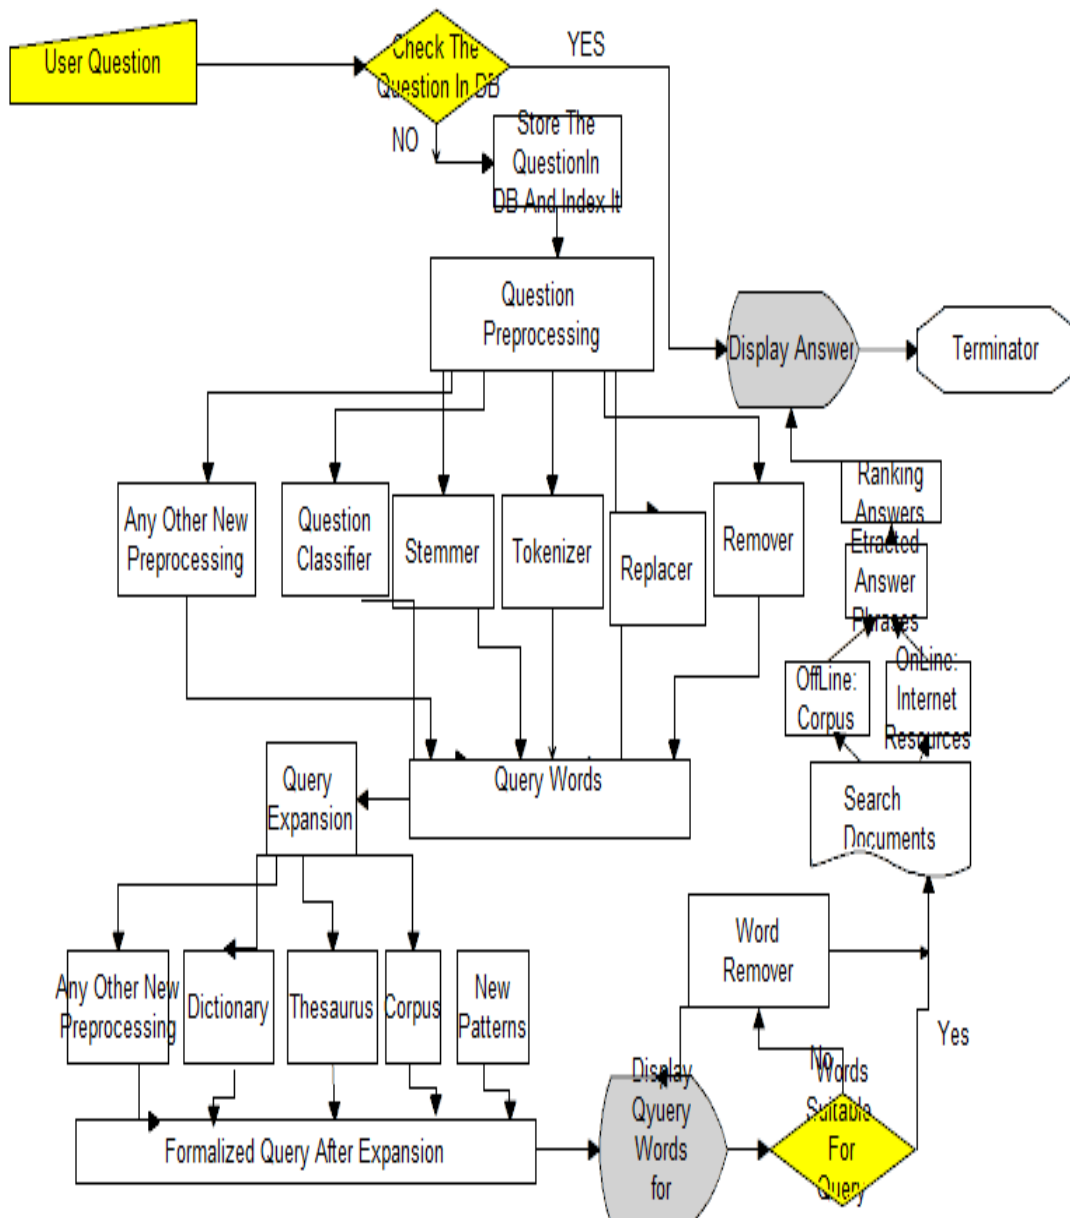 User Question
Check The
Question In DB
YES
NO
Store The
QuestionIn
DB And Index It
Question
Preprocessing
Display Answer
Terminator
Any Other New
Preprocessing
Question
Classifier
Stemmer
Tokenizer
Replacer
Remover
Ranking
Answers
Etracted
Answer
Phrases
OffLine:
Corpus
OnLine:
Internet
Resources
Query Words
Query
Expansion
Search
Documents
Any Other New
Preprocessing
Dictionary
Thesaurus
Corpus
New
Patterns
Word
Remover
Yes
No
Formalized Query After Expansion
Display
Qyuery
Words
for
Words
Suitable
For
Query